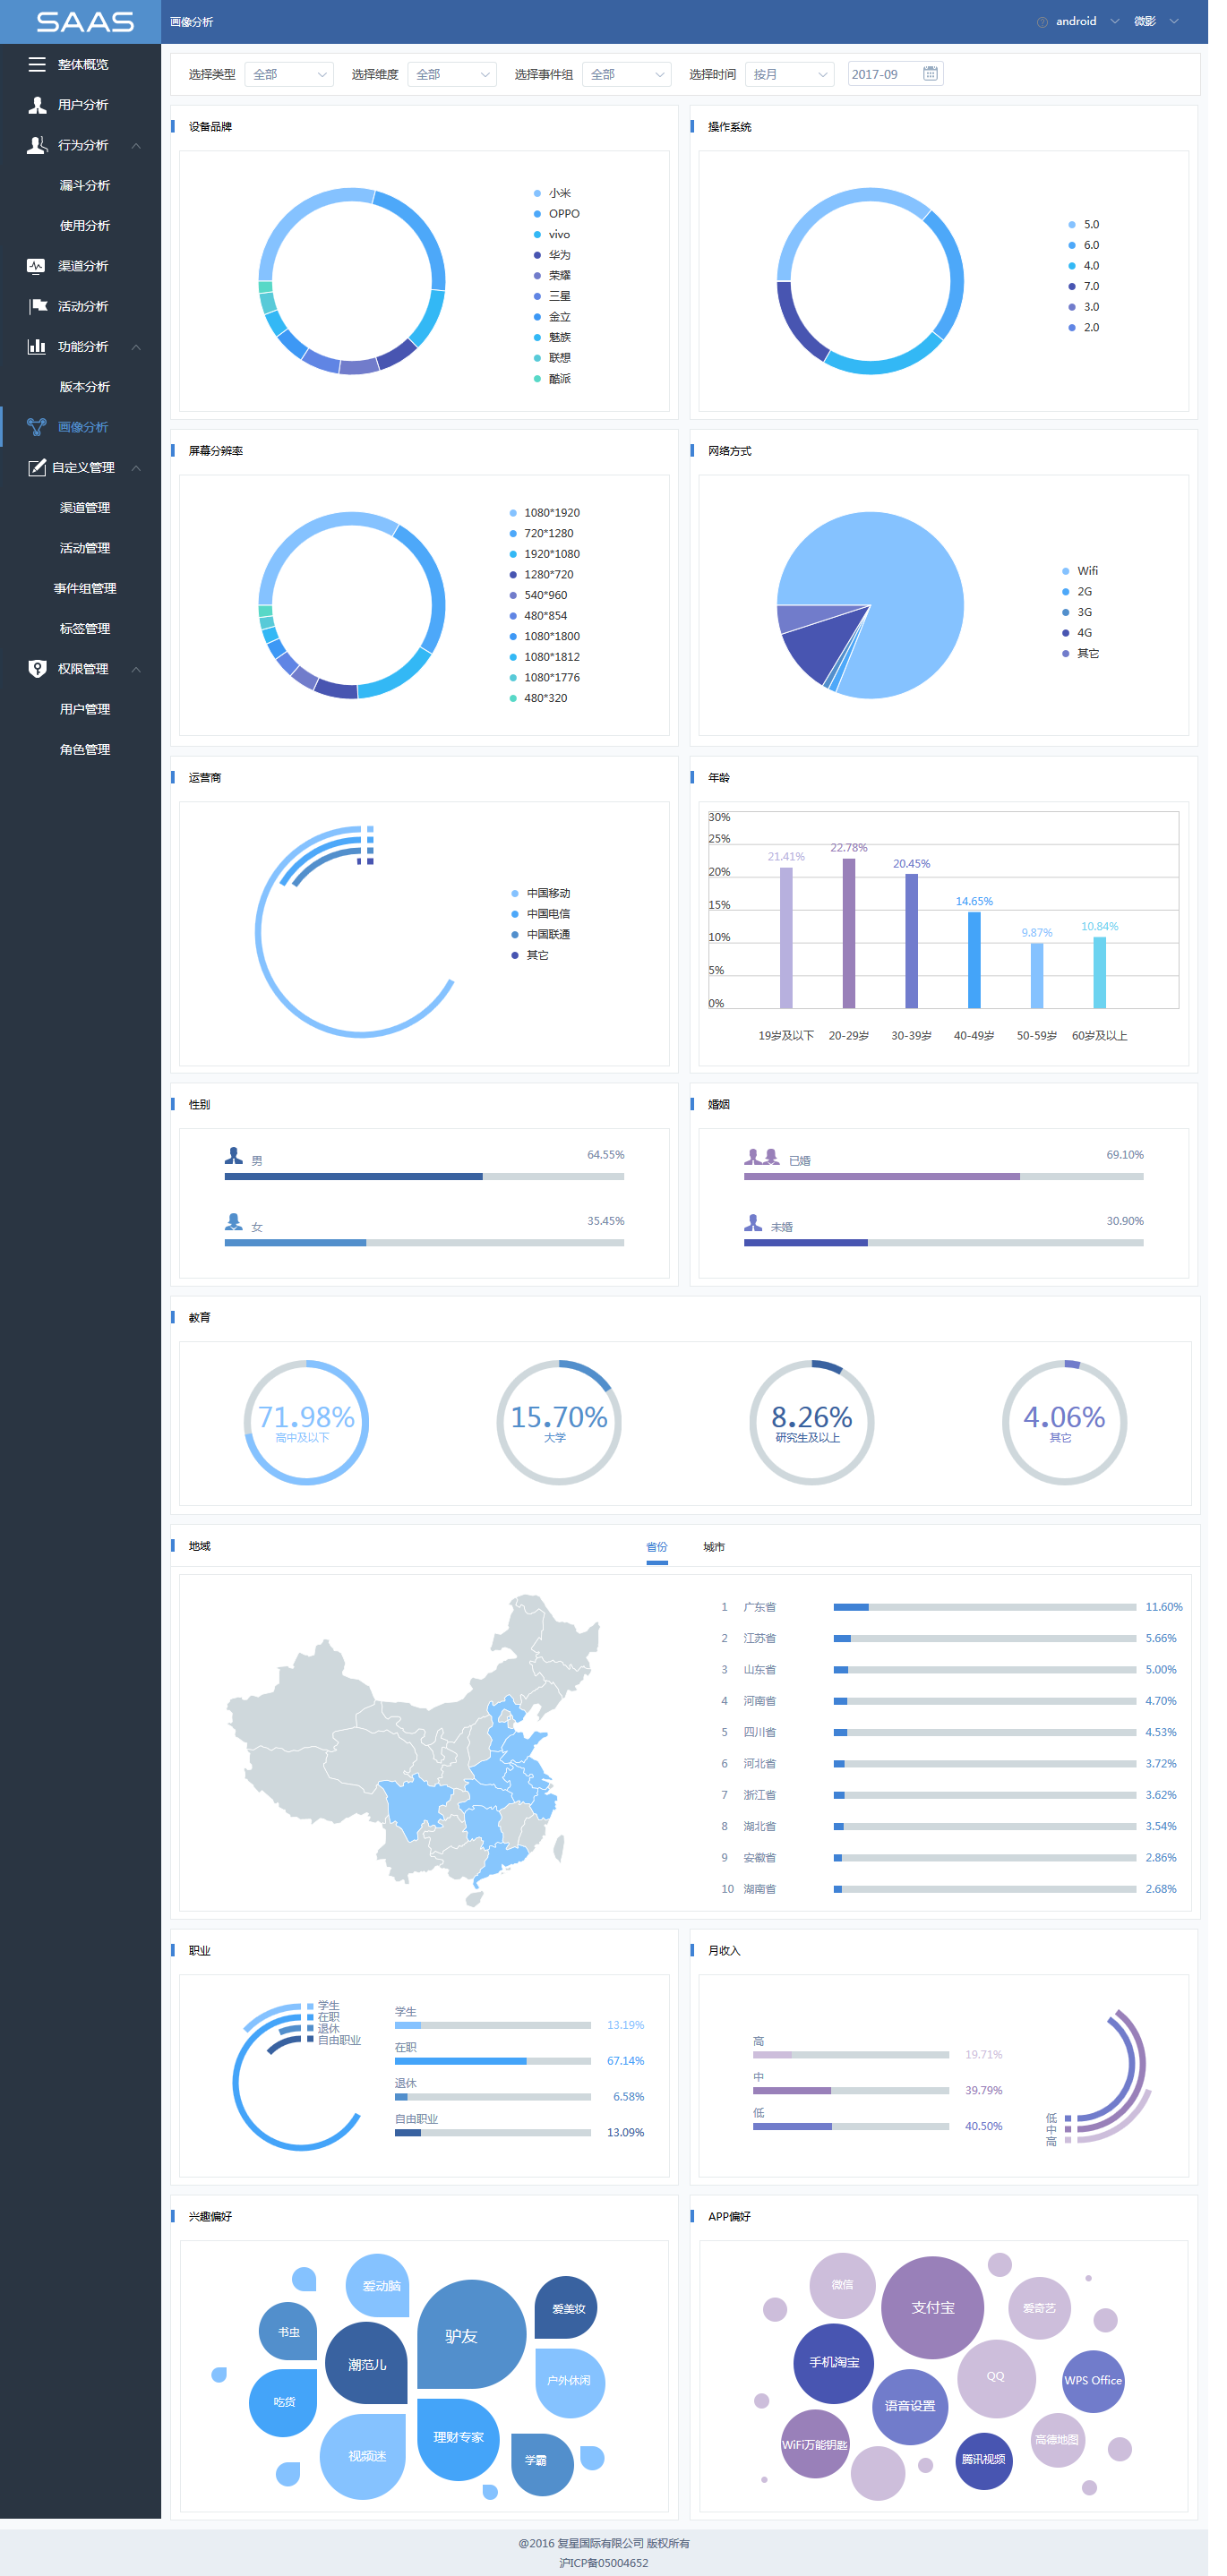 SAAS
画像分析
android
微影
整体概览
用户分析
行为分析
漏斗分析
使用分析
渠道分析
活动分析
功能分析
版本分析
画像分析
自定义管理
渠道管理
活动管理
事件组管理
标签管理
权限管理
用户管理
角色管理
选择类型 全部 选择维度 全部 选择事件组 全部 选择时间 按月 2017-09
设备品牌
小米
OPPO
vivo
华为
荣耀
三星
金立
魅族
联想
酷派
操作系统
5.0
6.0
4.0
7.0
3.0
2.0
屏幕分辨率
1080*1920
720*1280
1920*1080
1280*720
540*960
480*854
1080*1800
1080*1812
1080*1776
480*320
网络方式
Wifi
2G
3G
4G
其它
运营商
中国移动
中国电信
中国联通
其它
年龄
30%
25%
20%
15%
10%
5%
0%
21.41%
22.78%
20.45%
14.65%
9.87%
10.84%
19岁及以下 20-29岁 30-39岁 40-49岁 50-59岁 60岁及以上
性别
男 64.55%
女 35.45%
婚姻
已婚 69.10%
未婚 30.90%
教育
71.98%
高中及以下
15.70%
大学
8.26%
研究生及以上
4.06%
其它
地域
省份 城市
1 广东省 11.60%
2 江苏省 5.66%
3 山东省 5.00%
4 河南省 4.70%
5 四川省 4.53%
6 河北省 3.72%
7 浙江省 3.62%
8 湖北省 3.54%
9 安徽省 2.86%
10 湖南省 2.68%
职业
学生
在职
退休
自由职业
学生
13.19%
在职
67.14%
退休
6.58%
自由职业
13.09%
月收入
高
19.71%
中
39.79%
低
40.50%
低
中
高
兴趣偏好
爱动脑
爱美妆
书虫
驴友
潮范儿
户外休闲
吃货
理财专家
视频迷
学霸
APP偏好
微信
支付宝
爱奇艺
手机淘宝
QQ
WPS Office
语音设置
WiFi万能钥匙
高德地图
腾讯视频
@2016 复星国际有限公司 版权所有
沪ICP备05004652